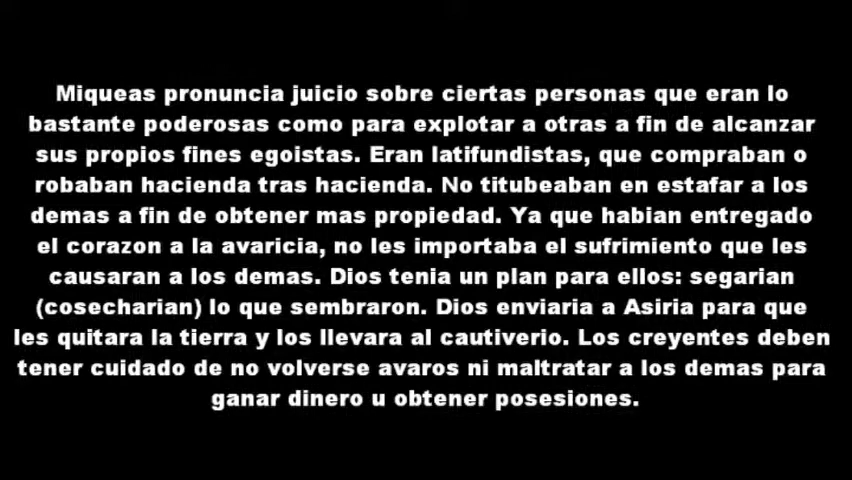 Miqueas pronuncia juicio sobre ciertas personas que eran lo
bastante poderosas como para explotar a otras a fin de alcanzar
sus propios fines egoistas. Eran latifundistas, que compraban o
robaban hacienda tras hacienda. No titubeaban en estafar a los
demas a fin de obtener mas propiedad. Ya que habian entregado
el corazon a la avaricia, no les importaba el sufrimiento que les
causaran a los demas. Dios tenia un plan para ellos: segarian
(cosecharian) lo que sembraron. Dios enviaria a Asiria para que
les quitara la tierra y los llevara al cautiverio. Los creyentes deben
tener cuidado de no volverse avaros ni maltratar a los demas para
ganar dinero u obtener posesiones.